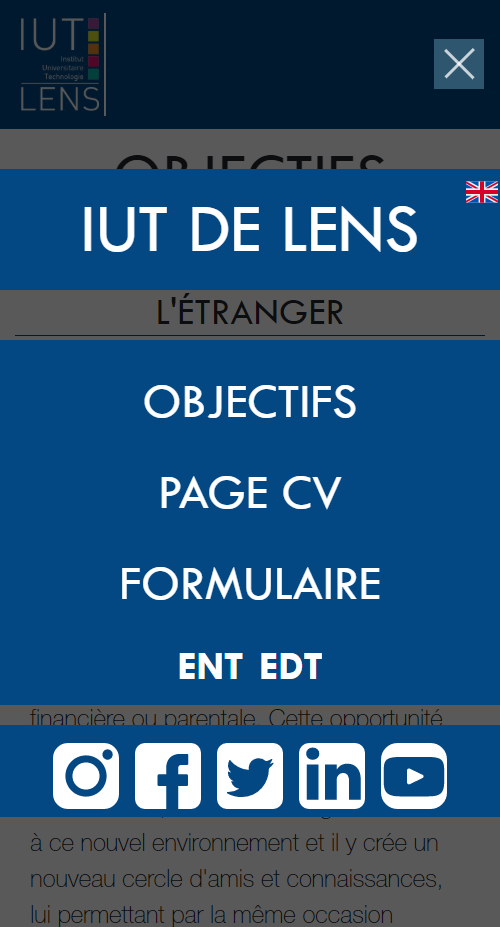 IUT
Institut
Universitaire
Technologie
LENS
OBJECTIFS
IUT DE LENS
L'ÉTRANGER
OBJECTIFS
PAGE CV
FORMULAIRE
ENT EDT
financière ou parentale. Cette opportunité
à ce nouvel environnement et il y crée un
nouveau cercle d'amis et connaissances,
lui permettant par la même occasion